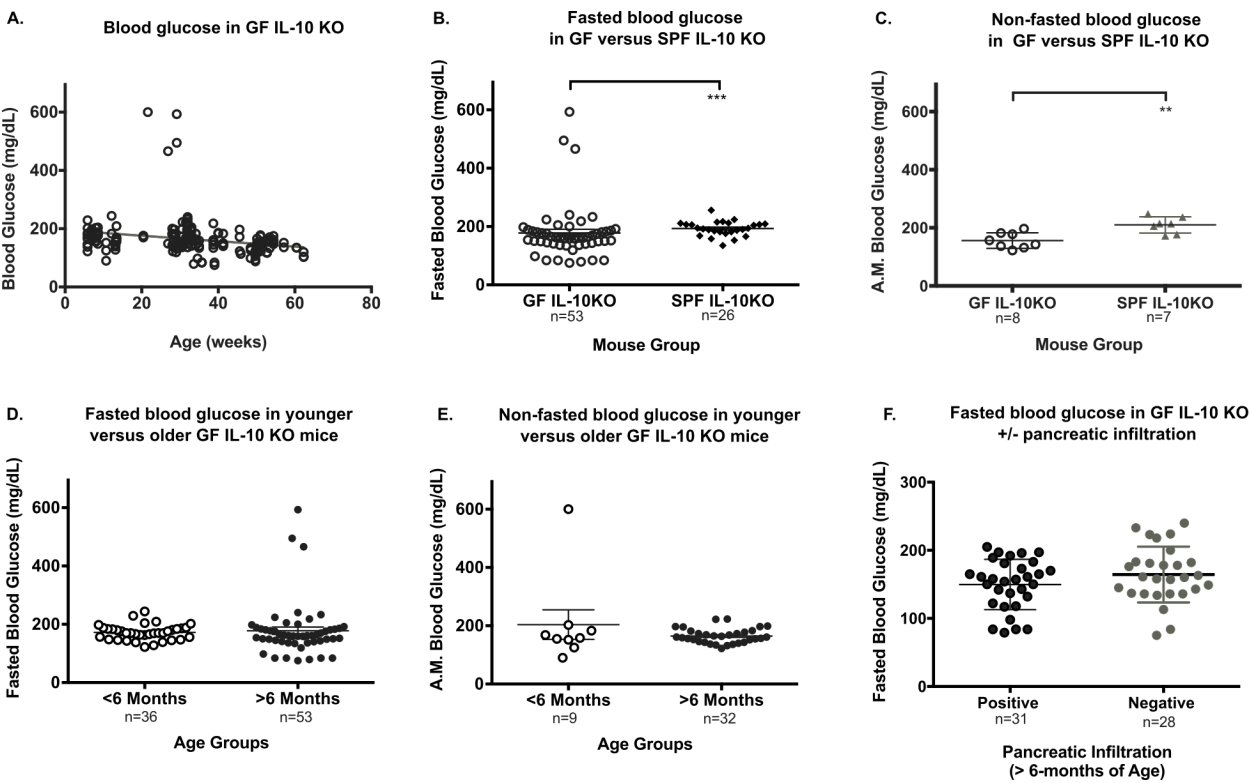 A.
Blood glucose in GF IL-10 KO
Blood Glucose (mg/dL)
600
400
200
0
0 20 40 60 80
Age (weeks)
B.
Fasted blood glucose
in GF versus SPF IL-10 KO
Fasted Blood Glucose (mg/dL)
600
400
200
0
***
GF IL-10KO SPF IL-10KO
n=53 n=26
Mouse Group
C.
Non-fasted blood glucose
in GF versus SPF IL-10 KO
A.M. Blood Glucose (mg/dL)
600
400
200
0
**
GF IL-10KO SPF IL-10KO
n=8 n=7
Mouse Group
D.
Fasted blood glucose in younger
versus older GF IL-10 KO mice
Fasted Blood Glucose (mg/dL)
600
400
200
0
<6 Months >6 Months
n=36 n=53
Age Groups
E.
Non-fasted blood glucose in younger
versus older GF IL-10 KO mice
A.M. Blood Glucose (mg/dL)
600
400
200
0
<6 Months >6 Months
n=9 n=32
Age Groups
F.
Fasted blood glucose in GF IL-10 KO
+/- pancreatic infiltration
Fasted Blood Glucose (mg/dL)
300
200
100
0
Positive Negative
n=31 n=28
Pancreatic Infiltration
(> 6-months of Age)